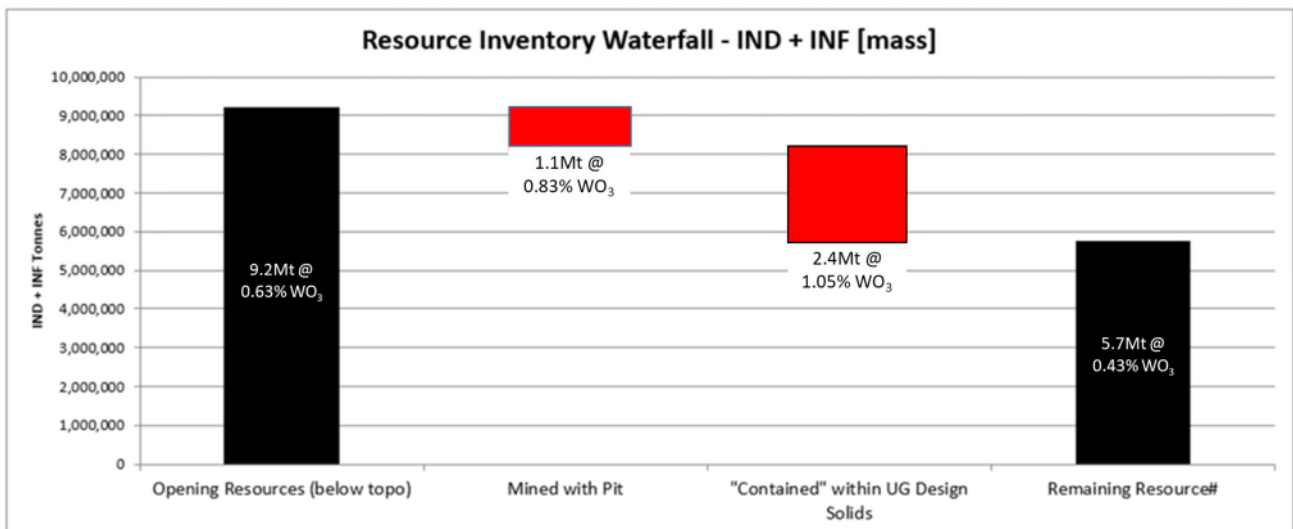 Resource Inventory Waterfall - IND + INF [mass]
IND + INF Tonnes
10,000,000
9,000,000
8,000,000
7,000,000
6,000,000
5,000,000
4,000,000
3,000,000
2,000,000
1,000,000
0
9.2Mt @
0.63% WO₃
1.1Mt @
0.83% WO₃
2.4Mt @
1.05% WO₃
5.7Mt @
0.43% WO₃
Opening Resources (below topo)
Mined with Pit
"Contained" within UG Design
Solids
Remaining Resource#